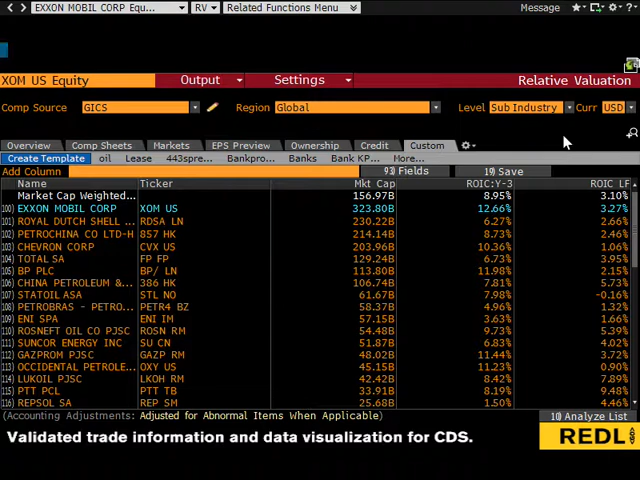 EXXON MOBIL CORP Equ... RV Related Functions Menu Message
XOM US Equity Output Settings Relative Valuation
Comp Source GICS Region Global Level Sub Industry Curr USD
Overview Comp Sheets Markets EPS Preview Ownership Credit Custom
Create Template oil Lease 443spre... Bankpro... Banks Bank KP... More...
Add Column 93) Fields 19) Save
Name Ticker Mkt Cap ROIC:Y-3 ROIC LF
Market Cap Weighted... 156.97B 8.95% 3.10%
100) EXXON MOBIL CORP XOM US 323.80B 12.66% 3.27%
101) ROYAL DUTCH SHELL ... RDSA LN 230.22B 6.27% 2.66%
102) PETROCHINA CO LTD-H 857 HK 214.14B 8.73% 2.46%
103) CHEVRON CORP CVX US 203.96B 10.36% 1.06%
104) TOTAL SA FP FP 129.24B 6.73% 3.95%
105) BP PLC BP/ LN 113.80B 11.98% 2.15%
106) CHINA PETROLEUM &... 386 HK 106.74B 7.81% 5.73%
107) STATOIL ASA STL NO 61.67B 7.98% -0.16%
108) PETROBRAS - PETRO... PETR4 BZ 58.37B 4.96% 1.32%
109) ENI SPA ENI IM 57.15B 3.63% 1.66%
110) ROSNEFT OIL CO PJSC ROSN RM 54.48B 9.73% 5.39%
111) SUNCOR ENERGY INC SU CN 51.87B 6.83% 4.02%
112) GAZPROM PJSC GAZP RM 48.02B 11.44% 3.72%
113) OCCIDENTAL PETROLE... OXY US 45.15B 11.23% 0.90%
114) LUKOIL PJSC LKOH RM 42.42B 8.42% 7.89%
115) PTT PCL PTT TB 33.91B 8.19% 9.48%
116) REPSOL SA REP SM 25.68B 1.50% 4.46%
(Accounting Adjustments: Adjusted for Abnormal Items When Applicable) 10) Analyze List
Validated trade information and data visualization for CDS. REDL